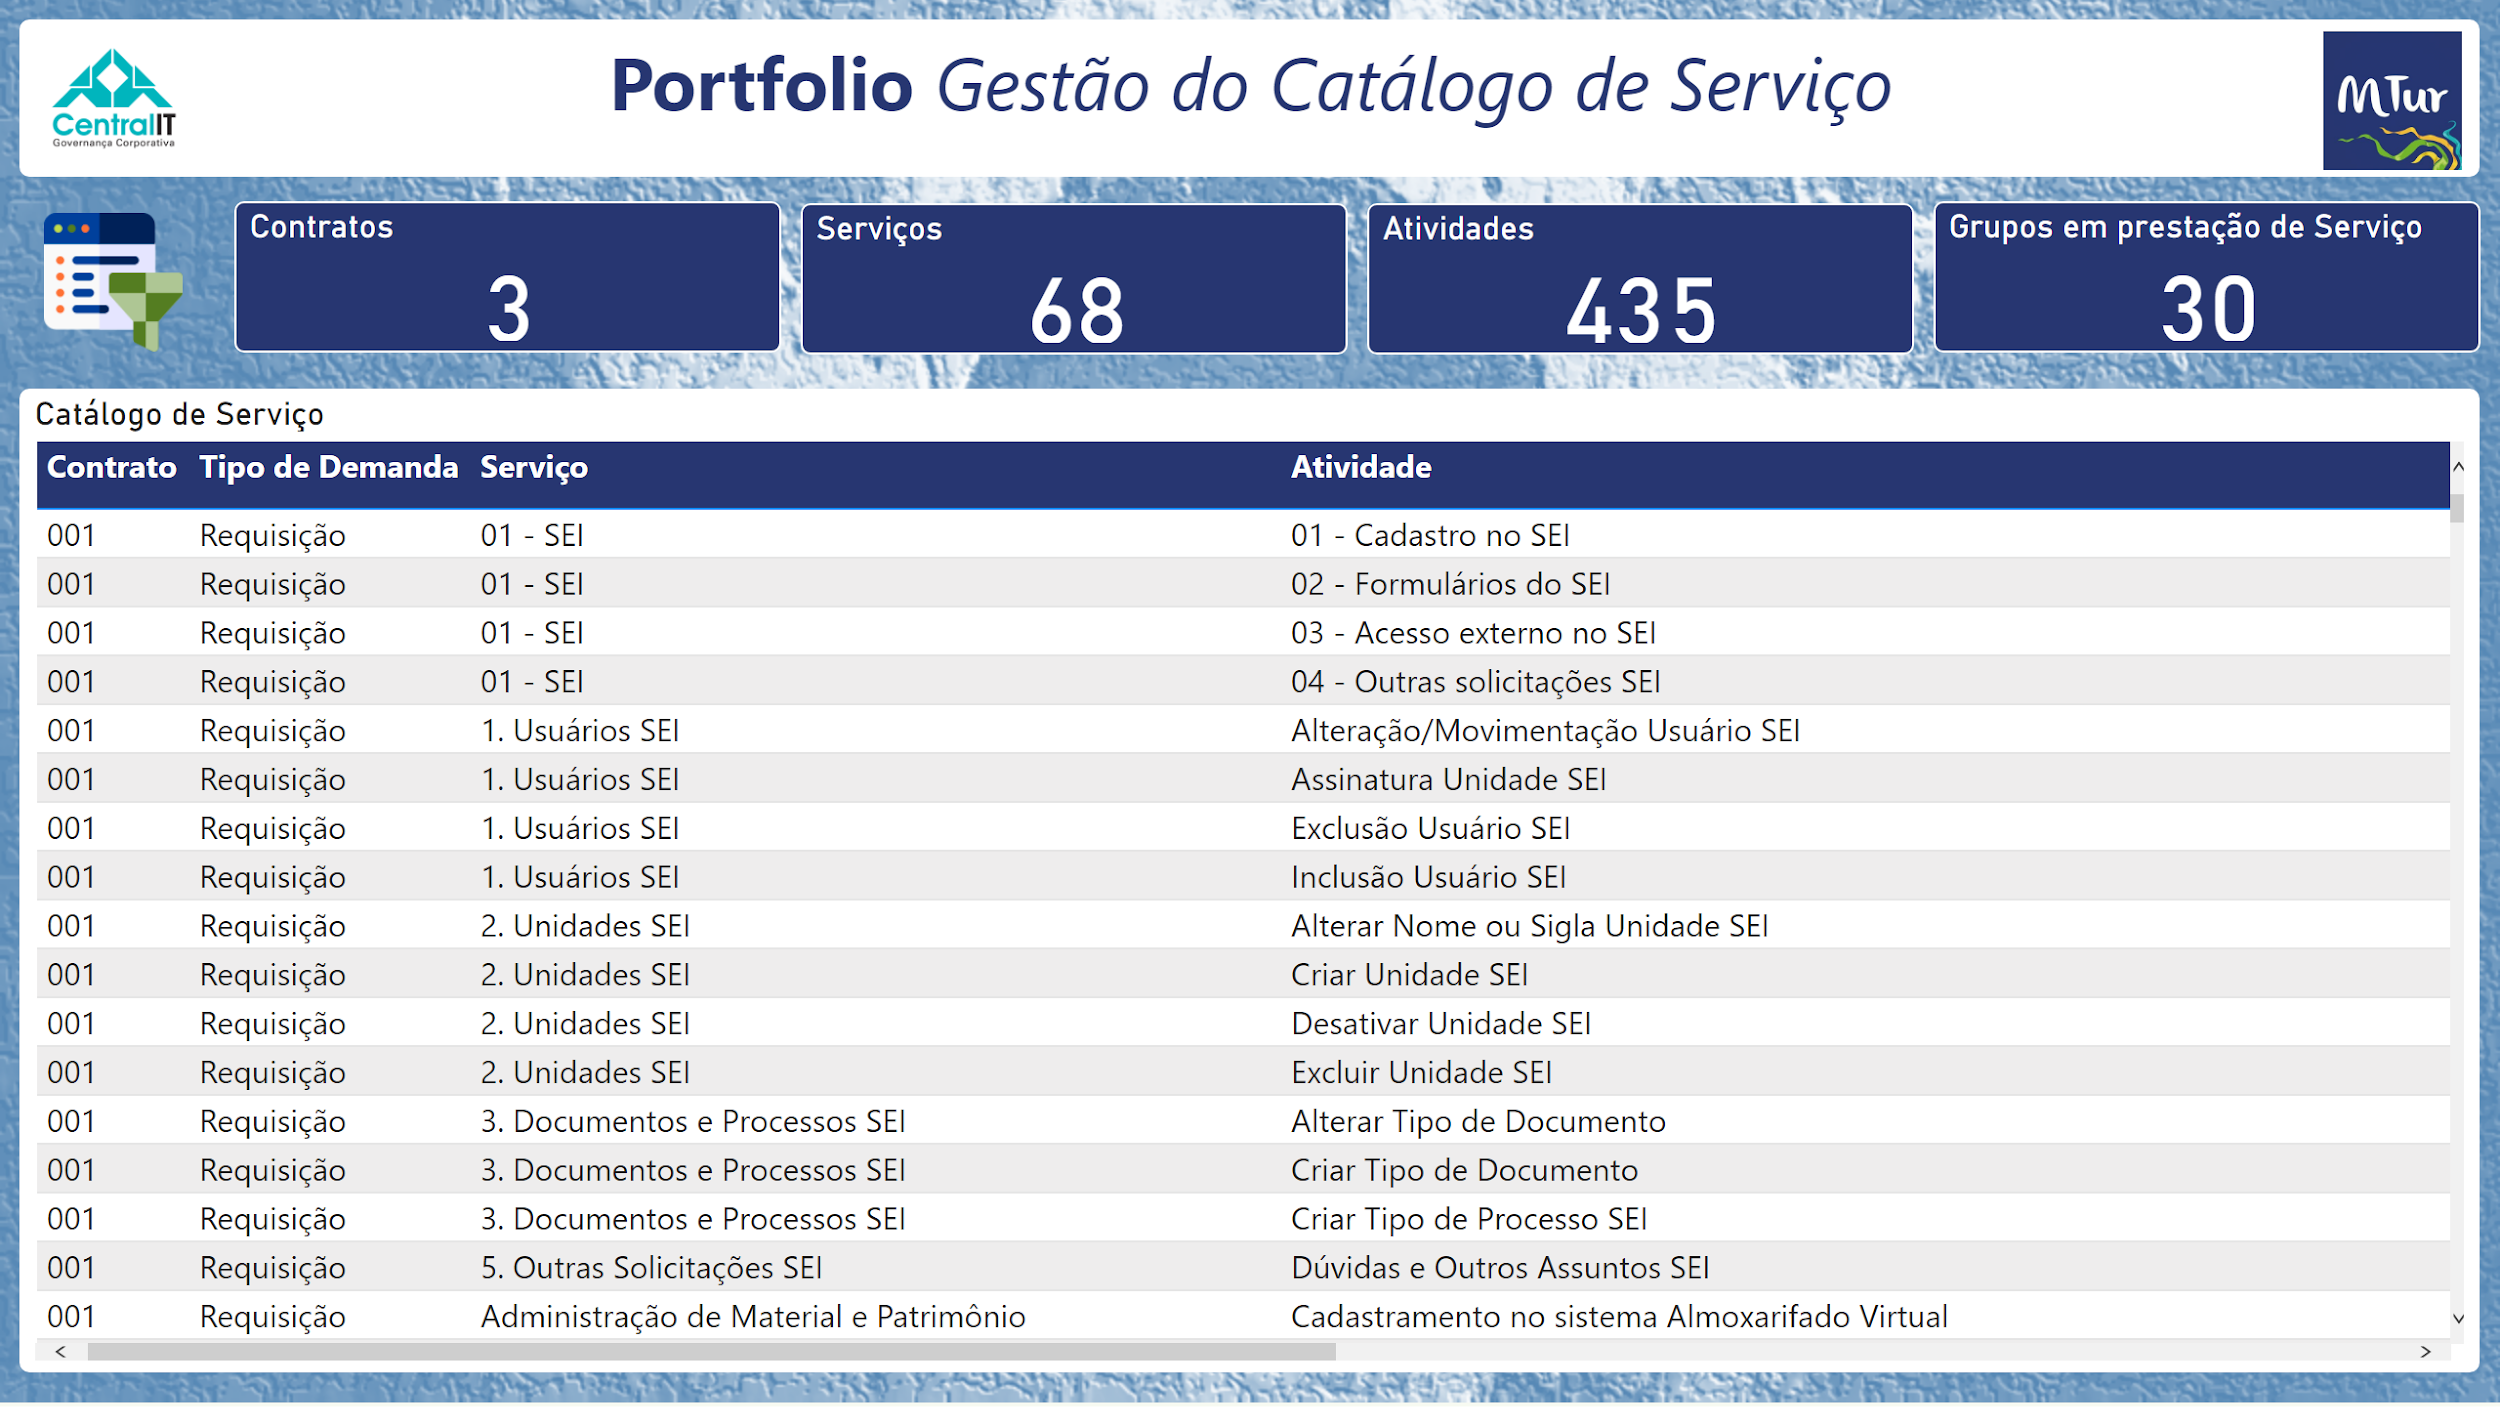 CentralIT
Governança Corporativa
Portfolio Gestão do Catálogo de Serviço
MTur
Contratos
3
Serviços
68
Atividades
435
Grupos em prestação de Serviço
30
Catálogo de Serviço
Contrato Tipo de Demanda Serviço Atividade
001 Requisição 01 - SEI 01 - Cadastro no SEI
001 Requisição 01 - SEI 02 - Formulários do SEI
001 Requisição 01 - SEI 03 - Acesso externo no SEI
001 Requisição 01 - SEI 04 - Outras solicitações SEI
001 Requisição 1. Usuários SEI Alteração/Movimentação Usuário SEI
001 Requisição 1. Usuários SEI Assinatura Unidade SEI
001 Requisição 1. Usuários SEI Exclusão Usuário SEI
001 Requisição 1. Usuários SEI Inclusão Usuário SEI
001 Requisição 2. Unidades SEI Alterar Nome ou Sigla Unidade SEI
001 Requisição 2. Unidades SEI Criar Unidade SEI
001 Requisição 2. Unidades SEI Desativar Unidade SEI
001 Requisição 2. Unidades SEI Excluir Unidade SEI
001 Requisição 3. Documentos e Processos SEI Alterar Tipo de Documento
001 Requisição 3. Documentos e Processos SEI Criar Tipo de Documento
001 Requisição 3. Documentos e Processos SEI Criar Tipo de Processo SEI
001 Requisição 5. Outras Solicitações SEI Dúvidas e Outros Assuntos SEI
001 Requisição Administração de Material e Patrimônio Cadastramento no sistema Almoxarifado Virtual